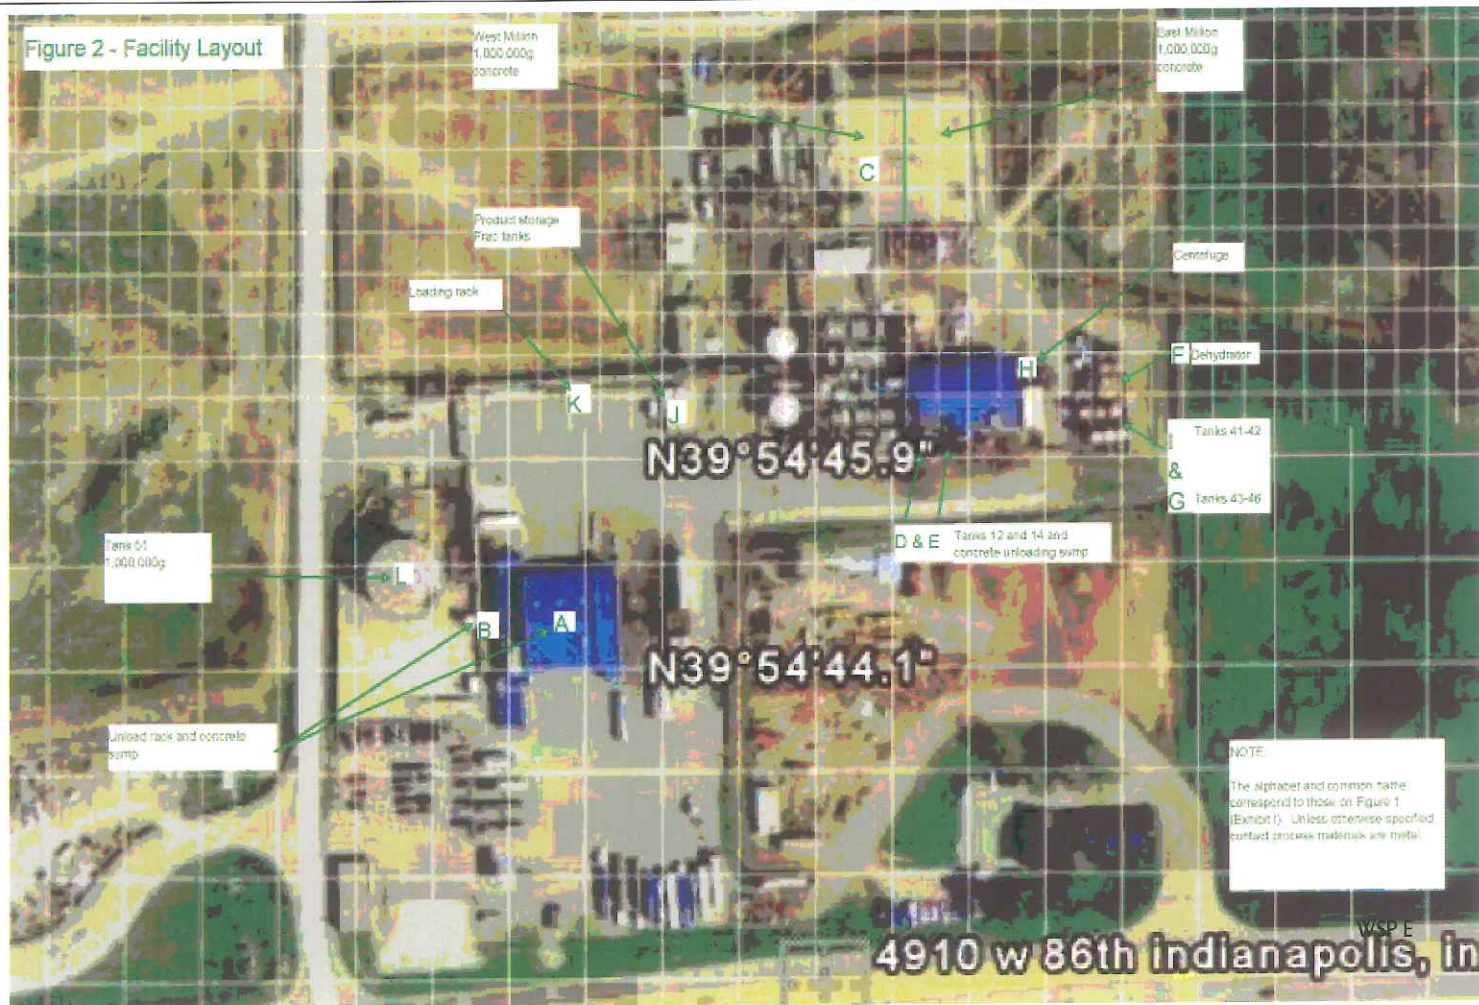 Figure 2 - Facility Layout
West Million
1,000,000g
concrete
East Million
1,000,000g
concrete
C
Product storage
Frac tanks
Centrifuge
Loading rack
H
F Dehydrator
K
J
Tanks 41-42
&
G Tanks 43-46
N39°54'45.9"
D & E Tanks 12 and 14 and
concrete unloading sump
Tank 61
1,000,000g
L
B
A
N39°54'44.1"
Unload rack and concrete
sump
NOTE:
The alphabet and common name
correspond to those on Figure 1
(Exhibit I). Unless otherwise specified,
contact process materials are metal.
WSP E
4910 w 86th indianapolis, in